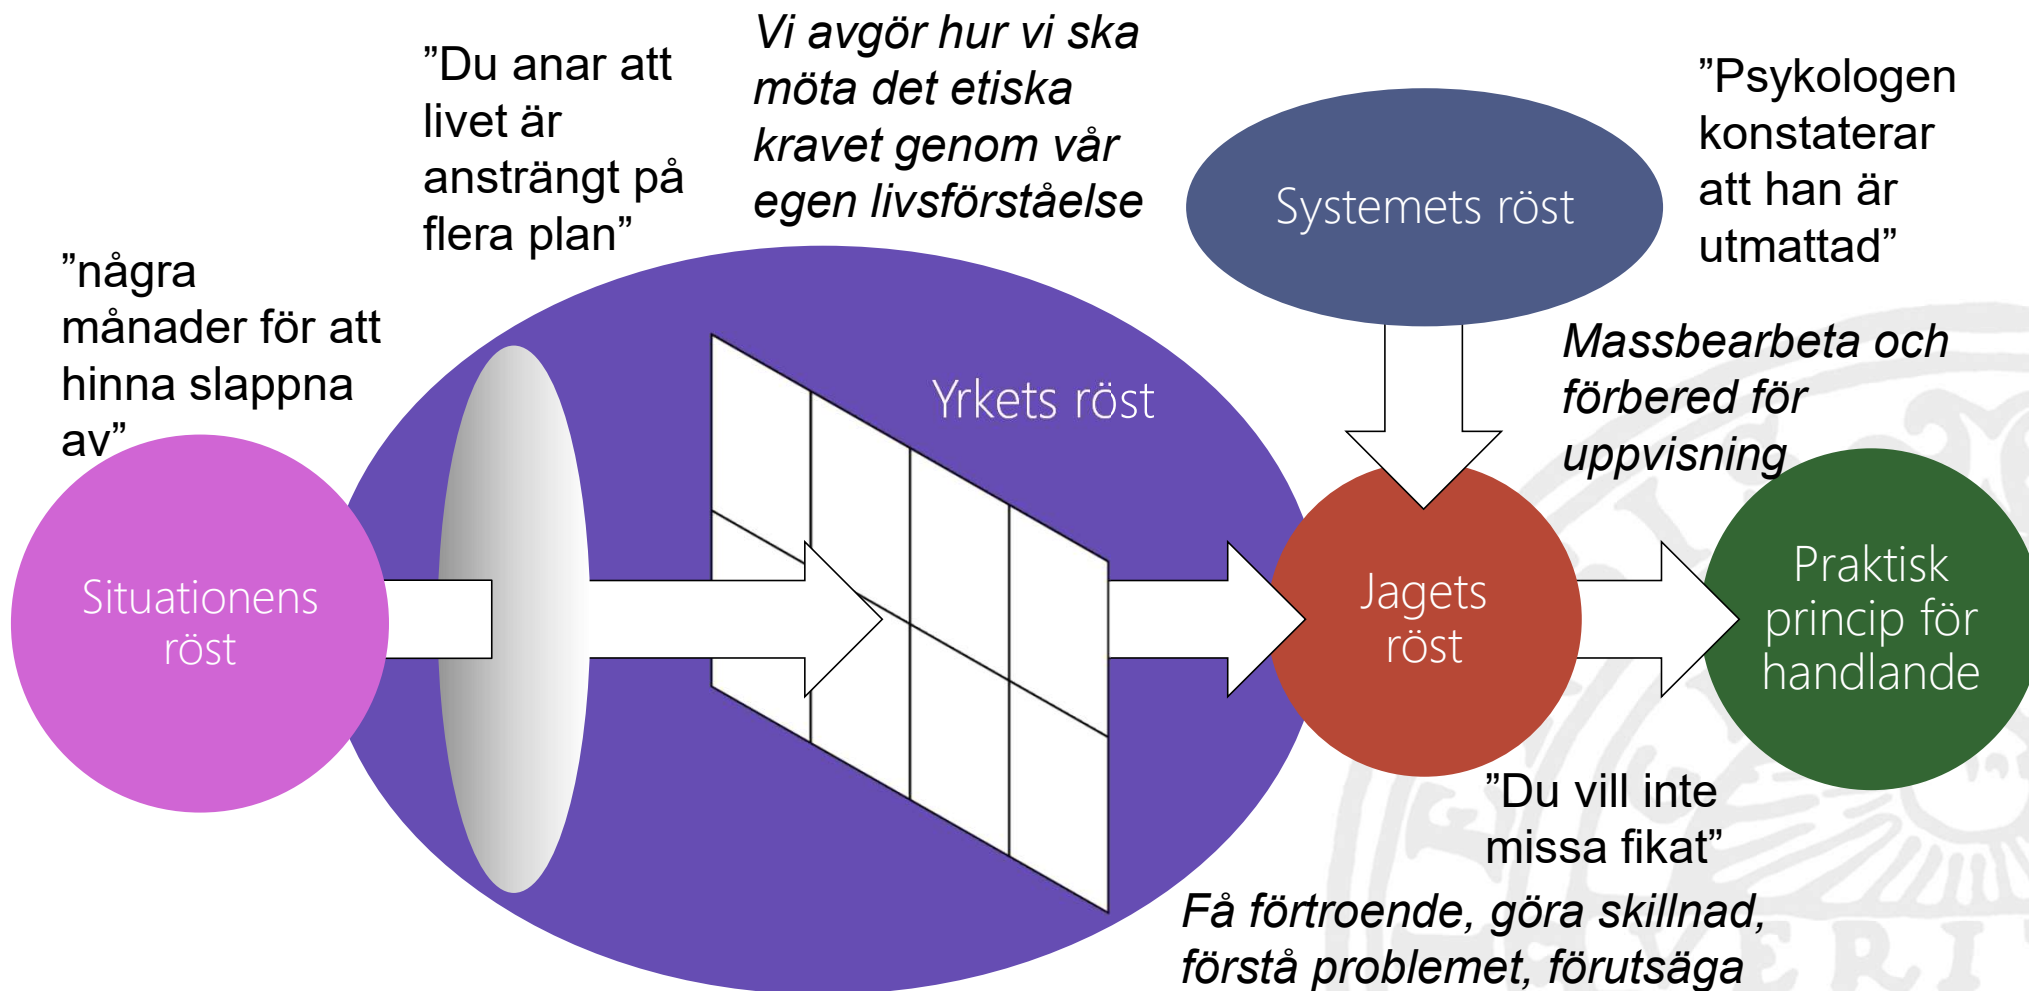 ”några
månader för att
hinna slappna
av”
”Du anar att
livet är
ansträngt på
flera plan”
Vi avgör hur vi ska
möta det etiska
kravet genom vår
egen livsförståelse
Systemets röst
”Psykologen
konstaterar
att han är
utmattad”
Massbearbeta och
förbered för
uppvisning
Situationens
röst
Yrkets röst
Jagets
röst
Praktisk
princip för
handlande
”Du vill inte
missa fikat”
Få förtroende, göra skillnad,
förstå problemet, förutsäga